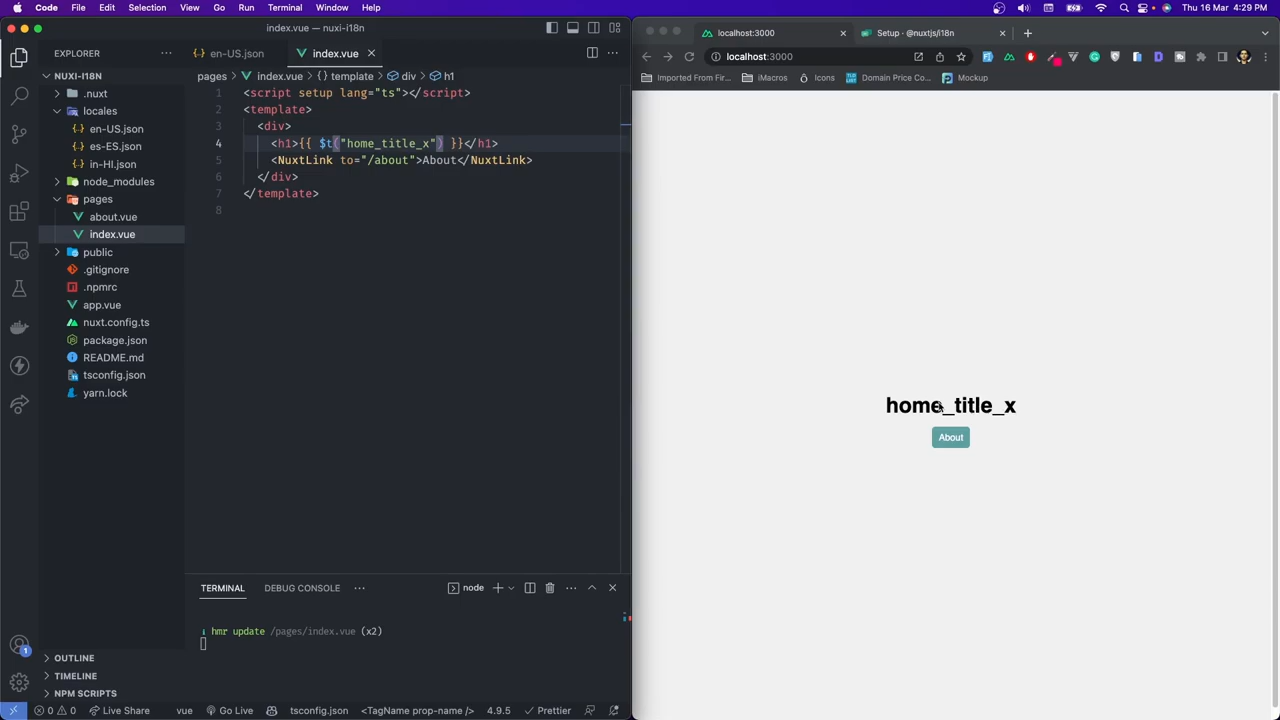 Code File Edit Selection View Go Run Terminal Window Help Thu 16 Mar 4:29 PM
index.vue — nuxi-i18n
EXPLORER
NUXI-I18N
.nuxt
locales
en-US.json
es-ES.json
in-HI.json
node_modules
pages
about.vue
index.vue
public
.gitignore
.npmrc
app.vue
nuxt.config.ts
package.json
README.md
tsconfig.json
yarn.lock
OUTLINE
TIMELINE
NPM SCRIPTS
en-US.json index.vue
pages > index.vue > {} template > div > h1
1 <script setup lang="ts"></script>
2 <template>
3 <div>
4 <h1>{{ $t("home_title_x") }}</h1>
5 <NuxtLink to="/about">About</NuxtLink>
6 </div>
7 </template>
8
TERMINAL DEBUG CONSOLE node
hmr update /pages/index.vue (x2)
1
0 0 Live Share vue Go Live tsconfig.json <TagName prop-name /> 4.9.5 Prettier
localhost:3000 Setup · @nuxtjs/i18n
localhost:3000
Imported From Fir... iMacros Icons Domain Price Co... Mockup
home_title_x
About